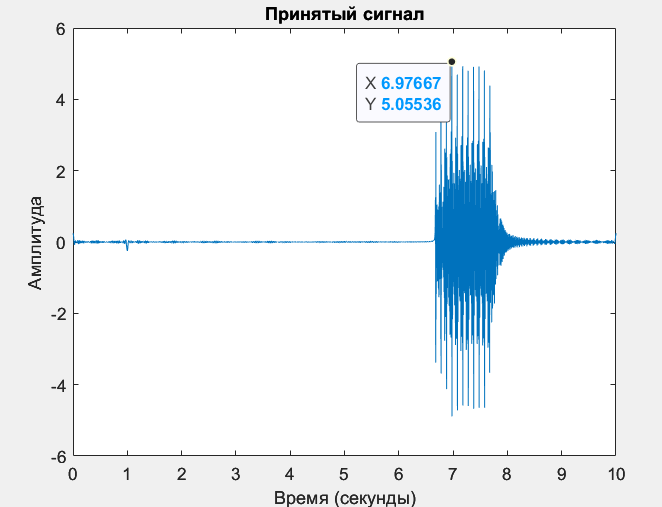 Принятый сигнал
6
4
2
0
-2
-4
-6
Амплитуда
X 6.97667
Y 5.05536
0 1 2 3 4 5 6 7 8 9 10
Время (секунды)